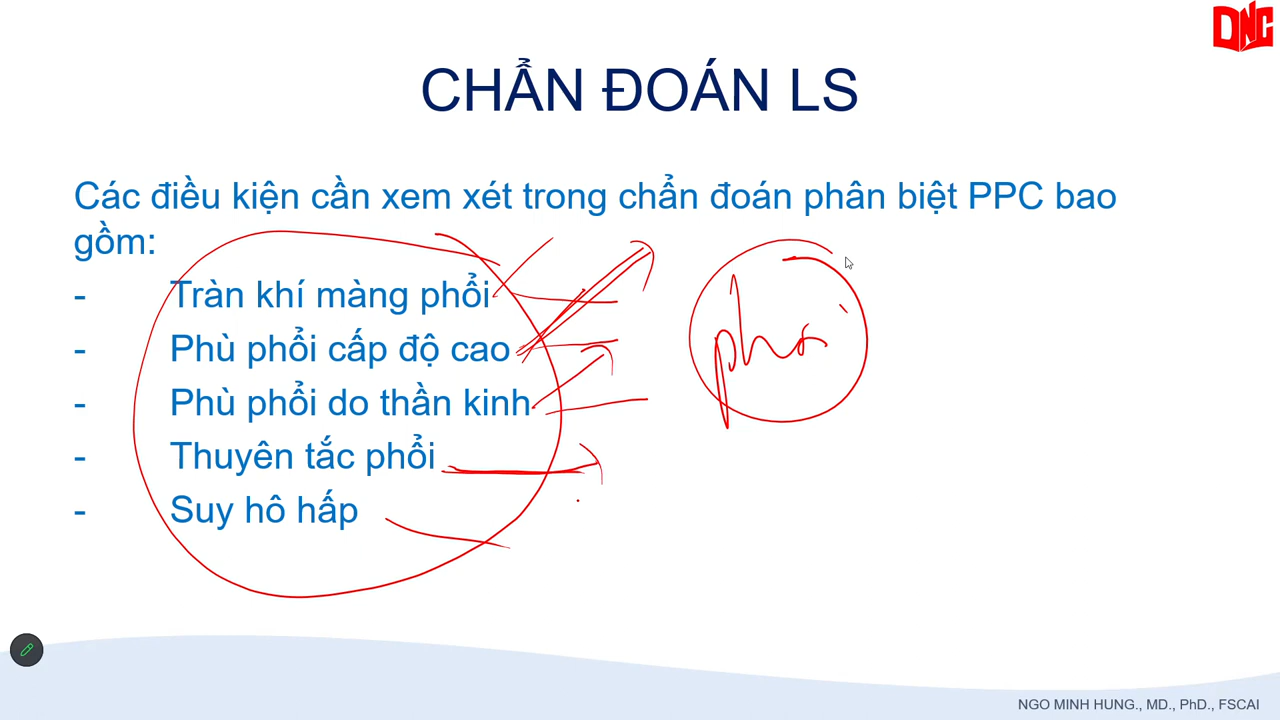 DNC
CHẨN ĐOÁN LS
Các điều kiện cần xem xét trong chẩn đoán phân biệt PPC bao
gồm:
- Tràn khí màng phổi
- Phù phổi cấp độ cao
- Phù phổi do thần kinh
- Thuyên tắc phổi
- Suy hô hấp
phổi
NGO MINH HUNG., MD., PhD., FSCAI